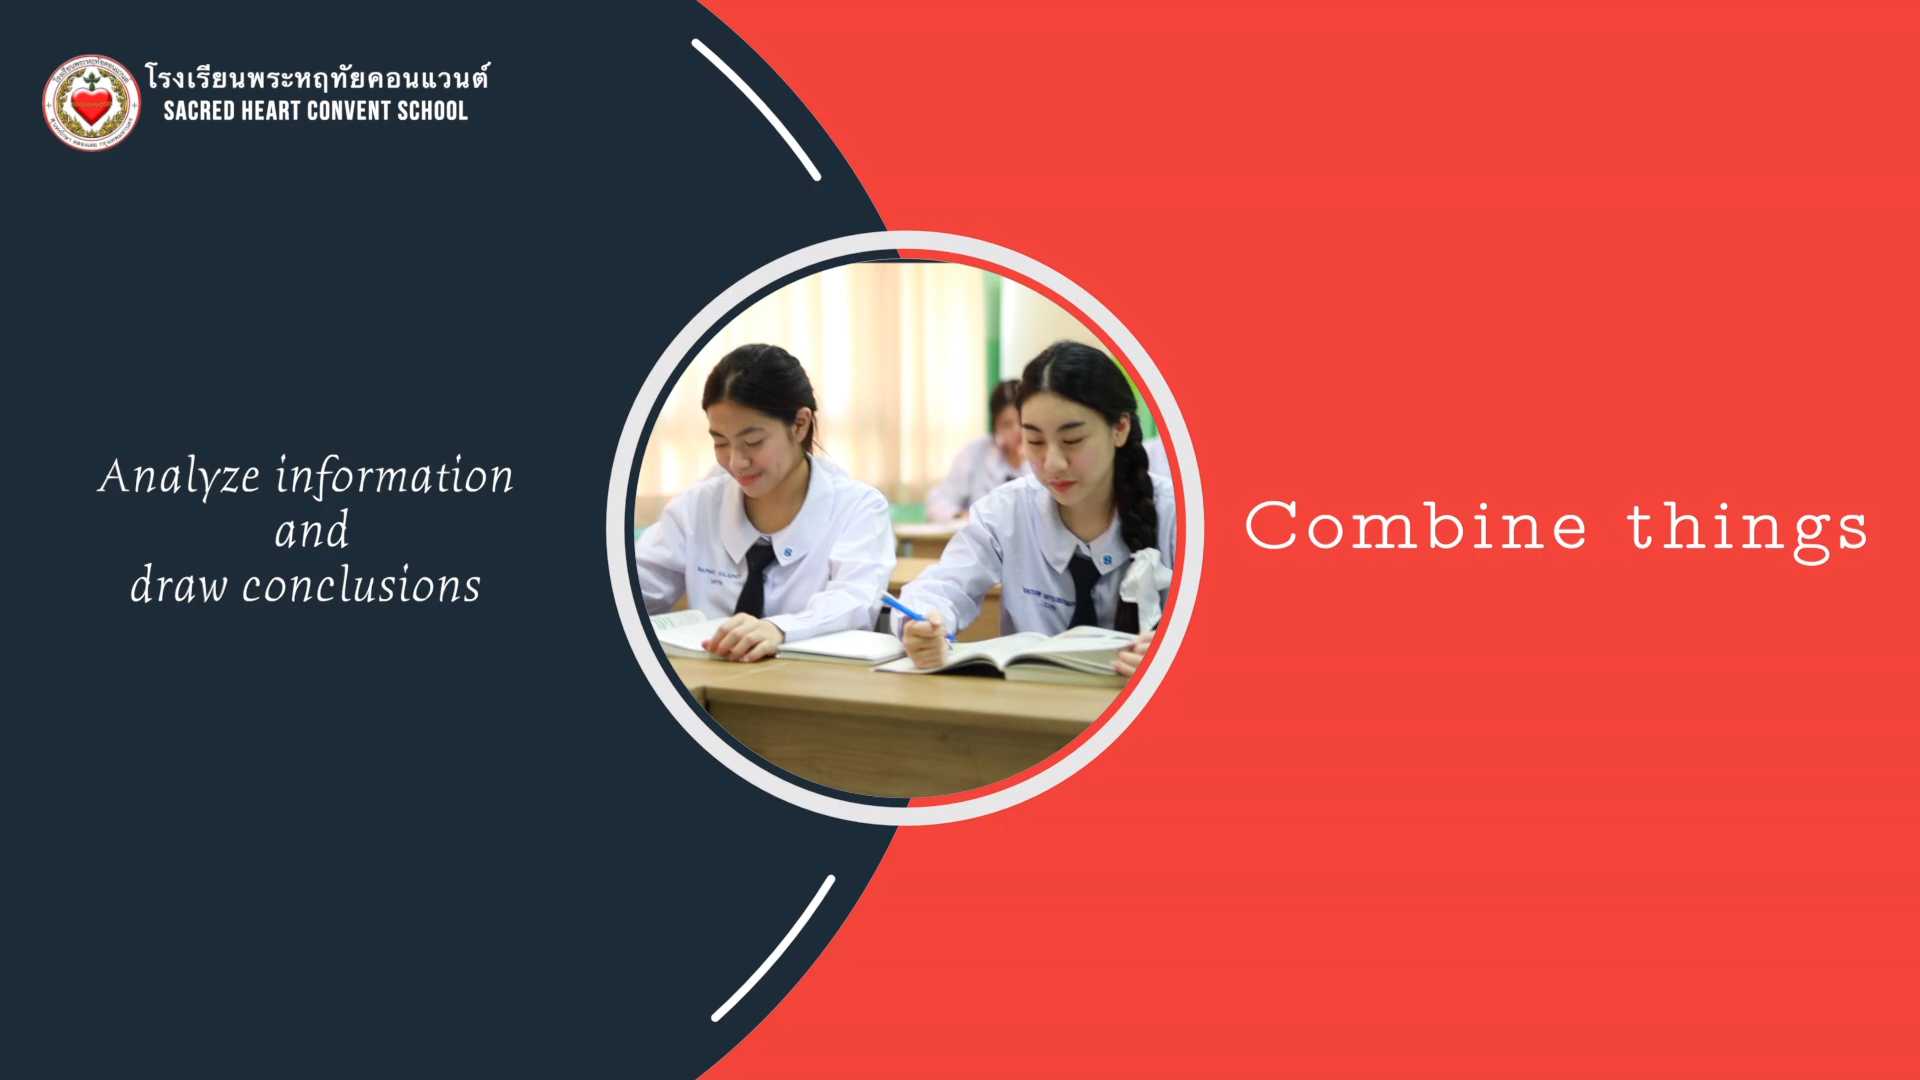 โรงเรียนพระหฤทัยคอนแวนต์
SACRED HEART CONVENT SCHOOL
Analyze information
and
draw conclusions
Combine things